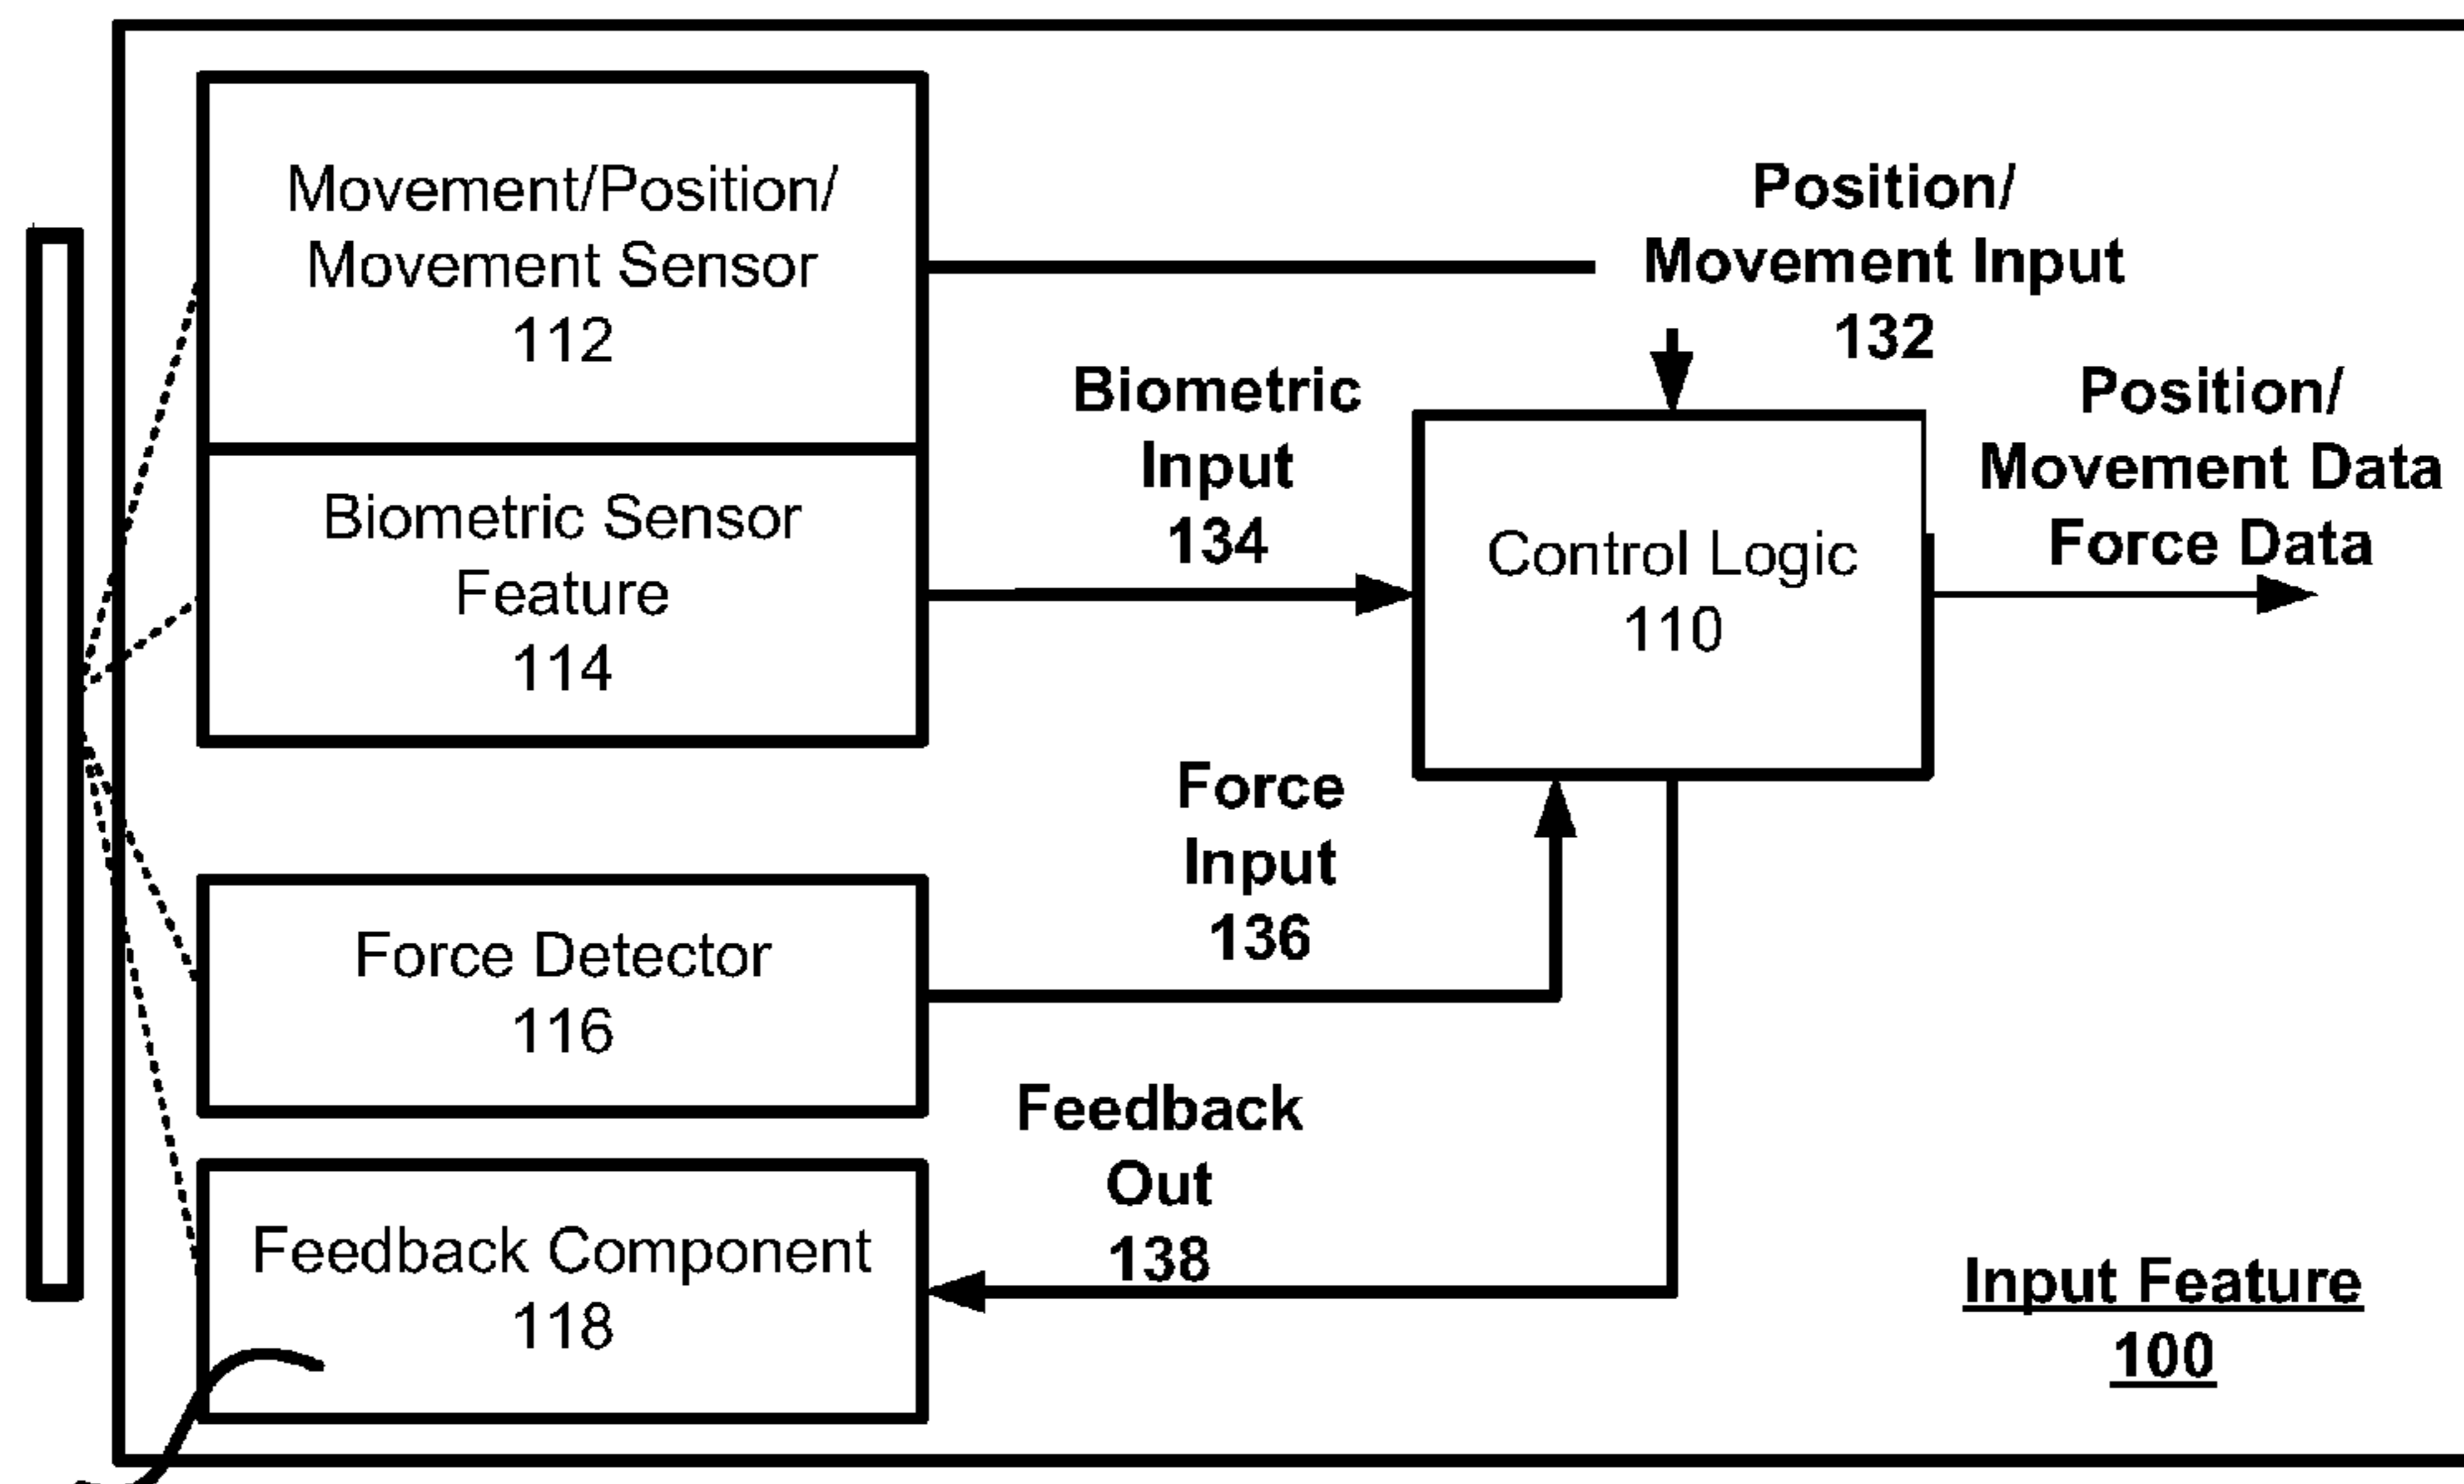 Movement/Position/
Movement Sensor
112
Position/
Movement Input
132
Biometric
Input
134
Position/
Movement Data
Force Data
Biometric Sensor
Feature
114
Control Logic
110
Force
Input
136
Force Detector
116
Feedback
Out
138
Feedback Component
118
Input Feature
100